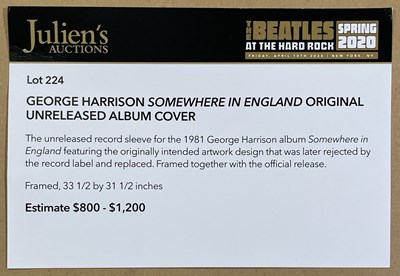 Julien's
AUCTIONS
THE BEATLES
AT THE HARD ROCK
SPRING
2020
FRIDAY, APRIL 10TH 2020 | NEW YORK, NY
Lot 224
GEORGE HARRISON SOMEWHERE IN ENGLAND ORIGINAL
UNRELEASED ALBUM COVER
The unreleased record sleeve for the 1981 George Harrison album Somewhere in
England featuring the originally intended artwork design that was later rejected by
the record label and replaced. Framed together with the official release.
Framed, 33 1/2 by 31 1/2 inches
Estimate $800 - $1,200